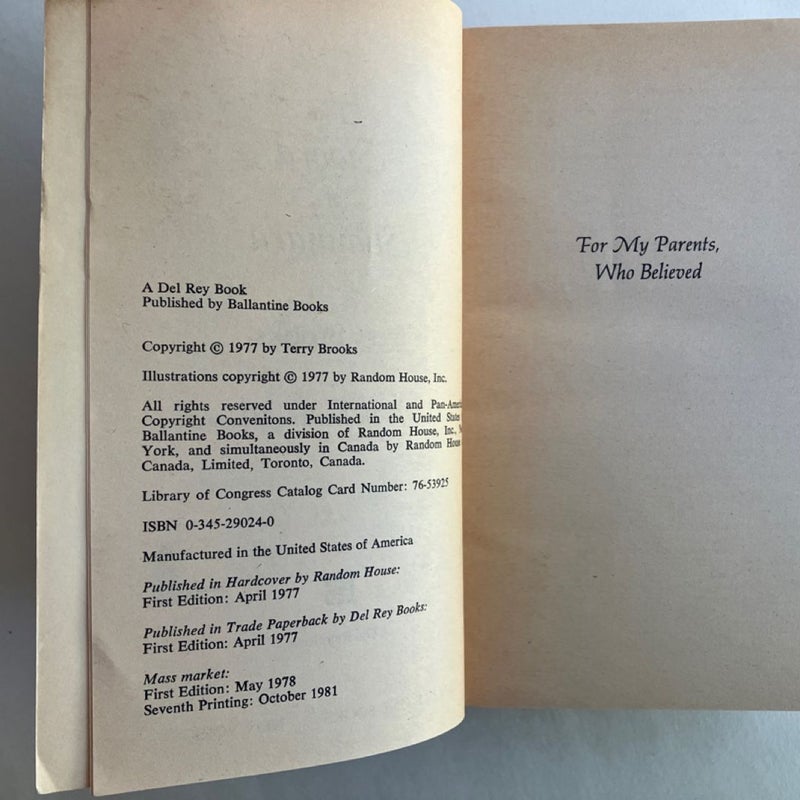 A Del Rey Book
Published by Ballantine Books
Copyright © 1977 by Terry Brooks
Illustrations copyright © 1977 by Random House, Inc.
All rights reserved under International and Pan-Ameri
Copyright Convenitons. Published in the United States
Ballantine Books, a division of Random House, Inc.,
York, and simultaneously in Canada by Random House
Canada, Limited, Toronto, Canada.
Library of Congress Catalog Card Number: 76-53925
ISBN 0-345-29024-0
Manufactured in the United States of America
Published in Hardcover by Random House:
First Edition: April 1977
Published in Trade Paperback by Del Rey Books:
First Edition: April 1977
Mass market:
First Edition: May 1978
Seventh Printing: October 1981
For My Parents,
Who Believed